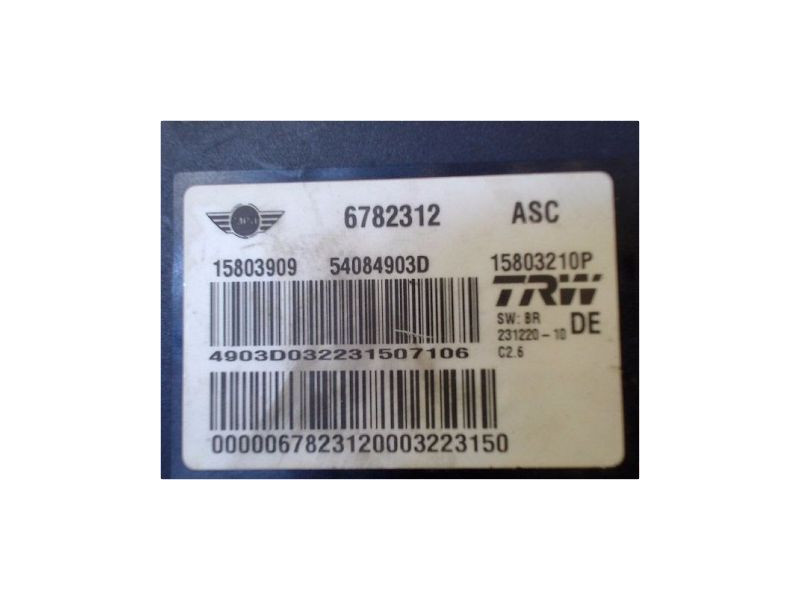 6782312 ASC
15803909 54084903D 15803210P
TRW
SW: BR DE
231220-10
C2.6
4903D032231507106
0000067823120003223150